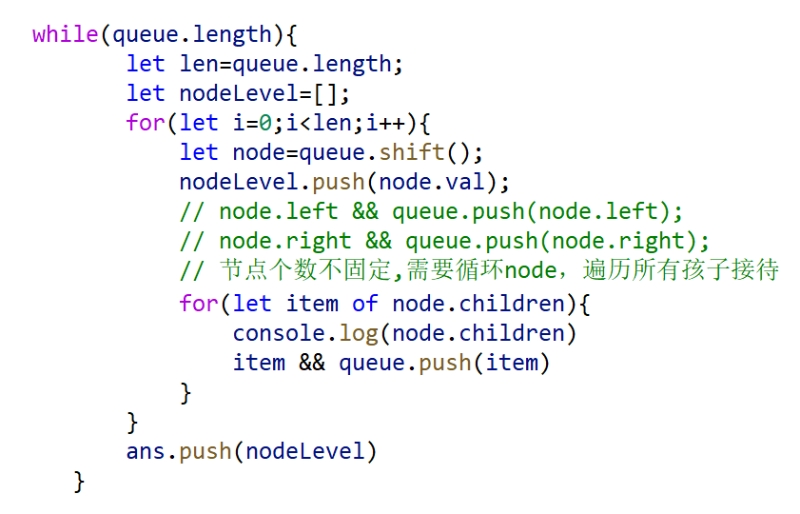 while(queue.length){
let len=queue.length;
let nodeLevel=[];
for(let i=0;i<len;i++){
let node=queue.shift();
nodeLevel.push(node.val);
// node.left && queue.push(node.left);
// node.right && queue.push(node.right);
// 节点个数不固定,需要循环node，遍历所有孩子接待
for(let item of node.children){
console.log(node.children)
item && queue.push(item)
}
}
ans.push(nodeLevel)
}